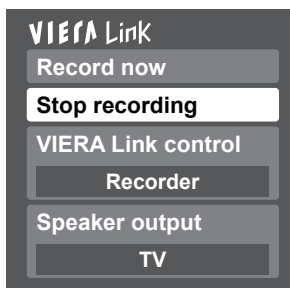 VIERA Link
Record now
Stop recording
VIERA Link control
Recorder
Speaker output
TV